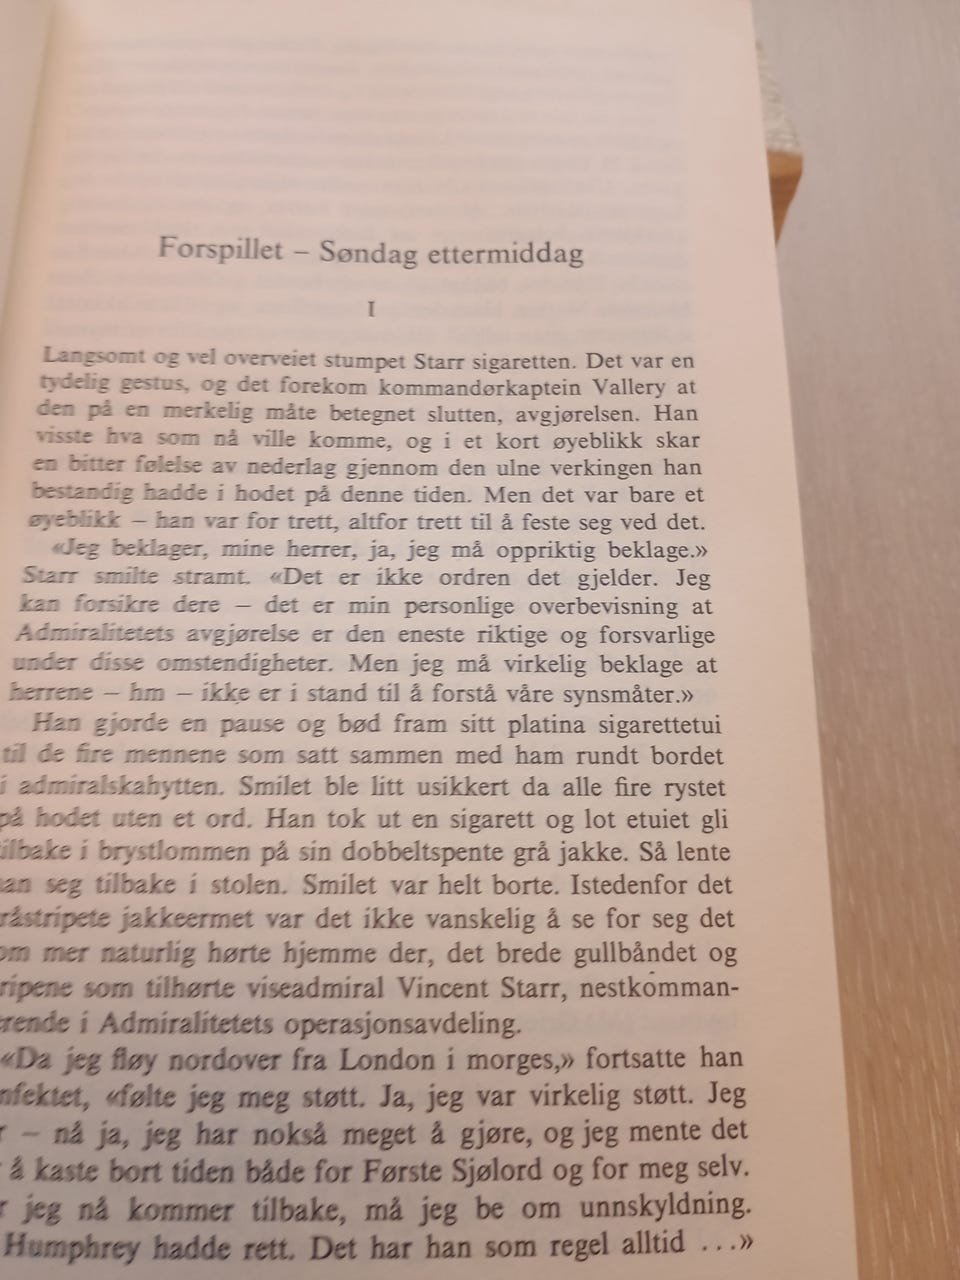 Forspillet – Søndag ettermiddag
I
Langsomt og vel overveiet stumpet Starr sigaretten. Det var en
tydelig gestus, og det forekom kommandørkaptein Vallery at
den på en merkelig måte betegnet slutten, avgjørelsen. Han
visste hva som nå ville komme, og i et kort øyeblikk skar
en bitter følelse av nederlag gjennom den ulne verkingen han
bestandig hadde i hodet på denne tiden. Men det var bare et
øyeblikk – han var for trett, altfor trett til å feste seg ved det.
«Jeg beklager, mine herrer, ja, jeg må oppriktig beklage.»
Starr smilte stramt. «Det er ikke ordren det gjelder. Jeg
kan forsikre dere – det er min personlige overbevisning at
Admiralitetets avgjørelse er den eneste riktige og forsvarlige
under disse omstendigheter. Men jeg må virkelig beklage at
herrene – hm – ikke er i stand til å forstå våre synsmåter.»
Han gjorde en pause og bød fram sitt platina sigarettetui
til de fire mennene som satt sammen med ham rundt bordet
i admiralskahytten. Smilet ble litt usikkert da alle fire rystet
på hodet uten et ord. Han tok ut en sigarett og lot etuiet gli
ilbake i brystlommen på sin dobbeltspente grå jakke. Så lente
an seg tilbake i stolen. Smilet var helt borte. Istedenfor det
råstripete jakkeermet var det ikke vanskelig å se for seg det
om mer naturlig hørte hjemme der, det brede gullbåndet og
ripene som tilhørte viseadmiral Vincent Starr, nestkomman-
erende i Admiralitetets operasjonsavdeling.
«Da jeg fløy nordover fra London i morges,» fortsatte han
nfektet, «følte jeg meg støtt. Ja, jeg var virkelig støtt. Jeg
r – nå ja, jeg har nokså meget å gjøre, og jeg mente det
å kaste bort tiden både for Første Sjølord og for meg selv.
r jeg nå kommer tilbake, må jeg be om unnskyldning.
Humphrey hadde rett. Det har han som regel alltid ...»